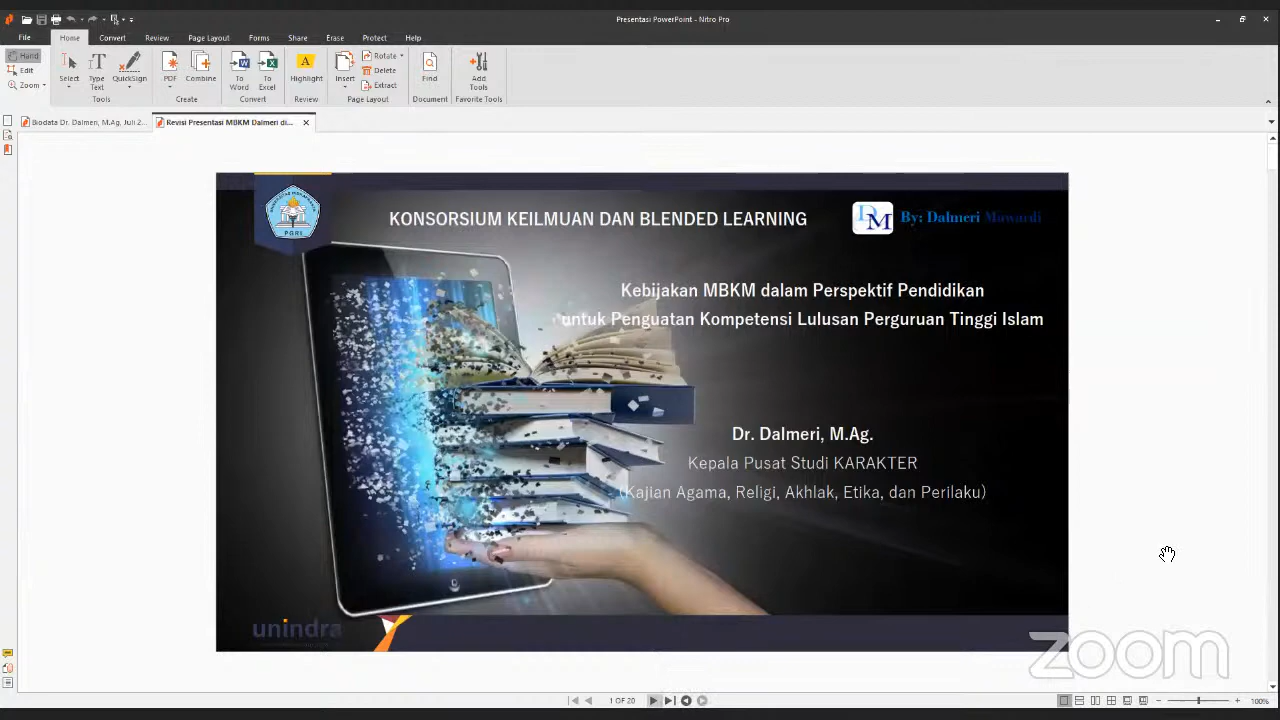 Presentasi PowerPoint - Nitro Pro
File Home Convert Review Page Layout Forms Share Erase Protect Help
Hand
Edit
Zoom
Select
Type Text
QuickSign
Tools
PDF
Combine
Create
To Word
To Excel
Convert
Highlight
Review
Insert
Rotate
Delete
Extract
Page Layout
Find
Document
Add Tools
Favorite Tools
Biodata Dr. Dalmeri, M.Ag, Juli 2...
Revisi Presentasi MBKM Dalmeri di...
PGRI
KONSORSIUM KEILMUAN DAN BLENDED LEARNING
DM
By: Dalmeri Mawardi
Kebijakan MBKM dalam Perspektif Pendidikan
untuk Penguatan Kompetensi Lulusan Perguruan Tinggi Islam
Dr. Dalmeri, M.Ag.
Kepala Pusat Studi KARAKTER
(Kajian Agama, Religi, Akhlak, Etika, dan Perilaku)
unindra
zoom
1 OF 20
100%